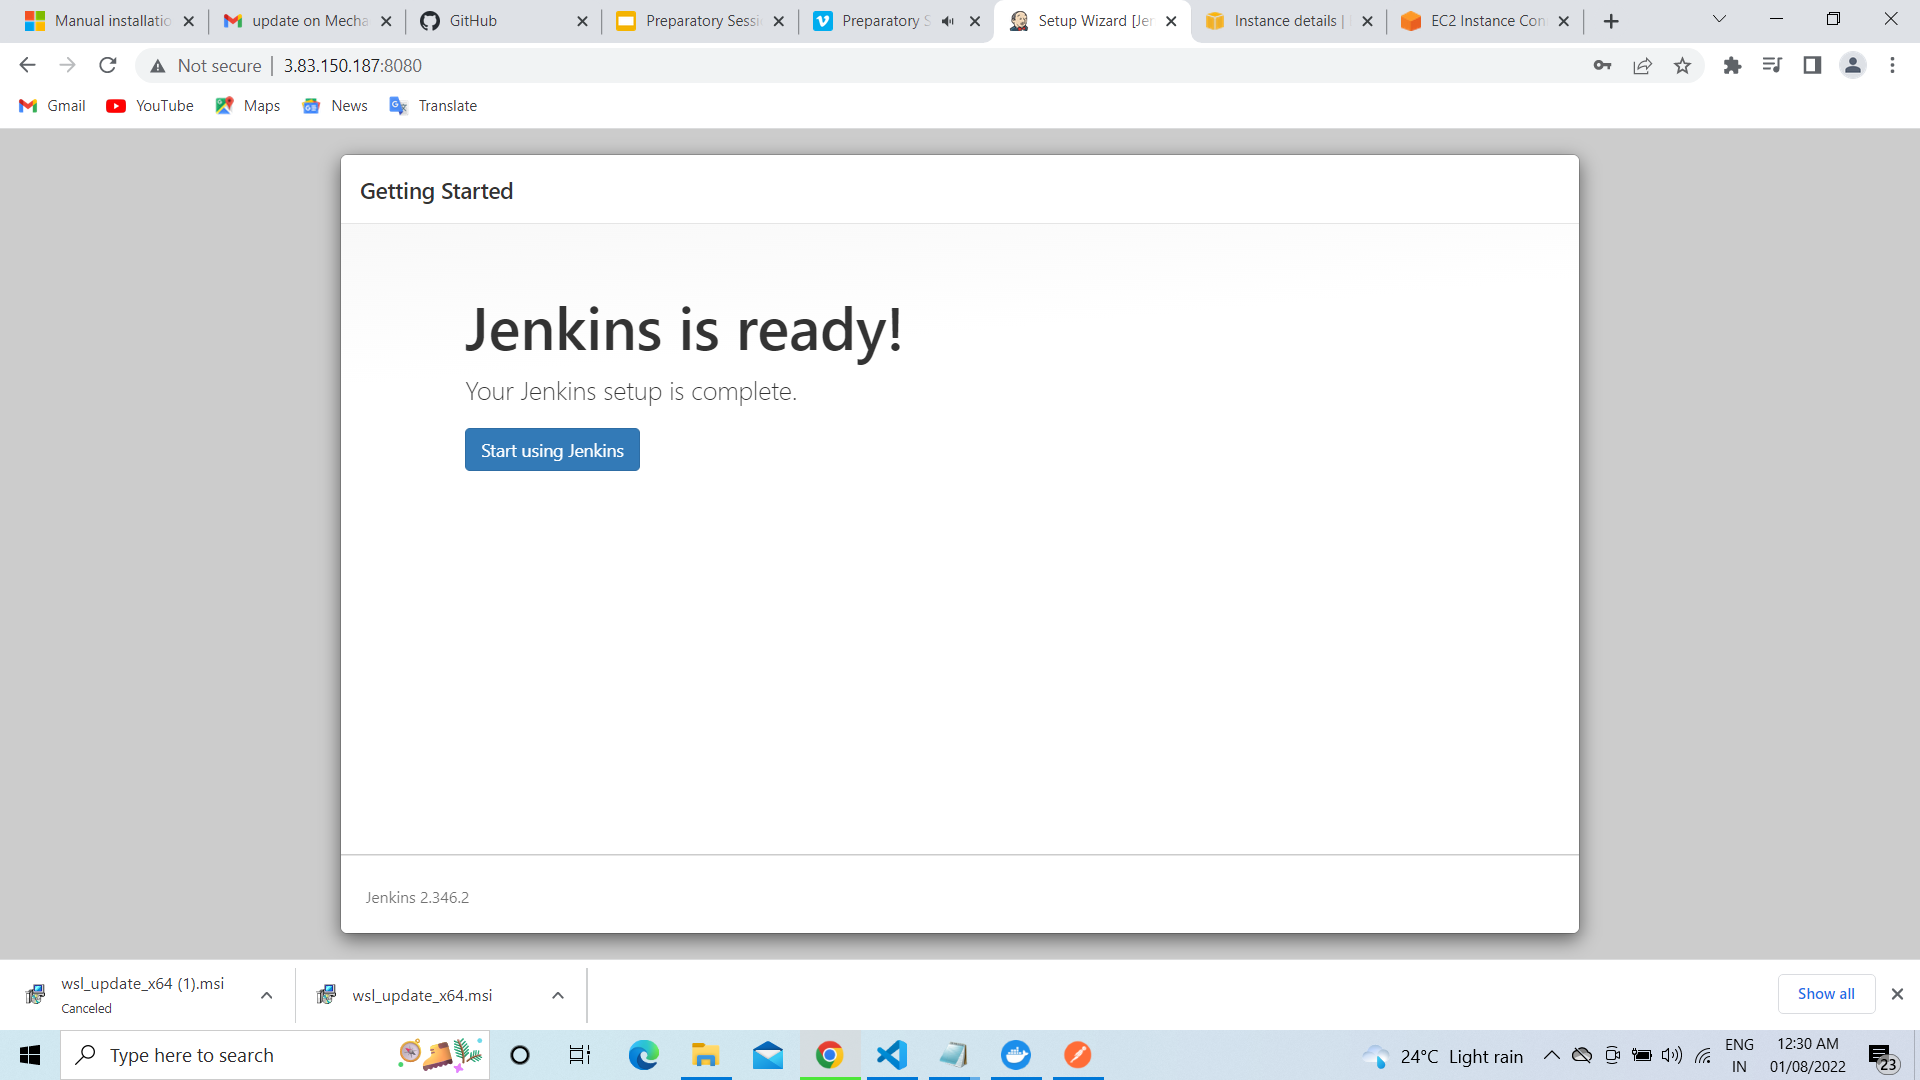 Manual installatio
update on Mecha
GitHub
Preparatory Sessi
Preparatory S
Setup Wizard [Jen
Instance details |
EC2 Instance Con
Not secure
3.83.150.187:8080
Gmail
YouTube
Maps
News
Translate
Getting Started
Jenkins is ready!
Your Jenkins setup is complete.
Start using Jenkins
Jenkins 2.346.2
wsl_update_x64 (1).msi
Canceled
wsl_update_x64.msi
Show all
Type here to search
24°C Light rain
ENG
IN
12:30 AM
01/08/2022
23